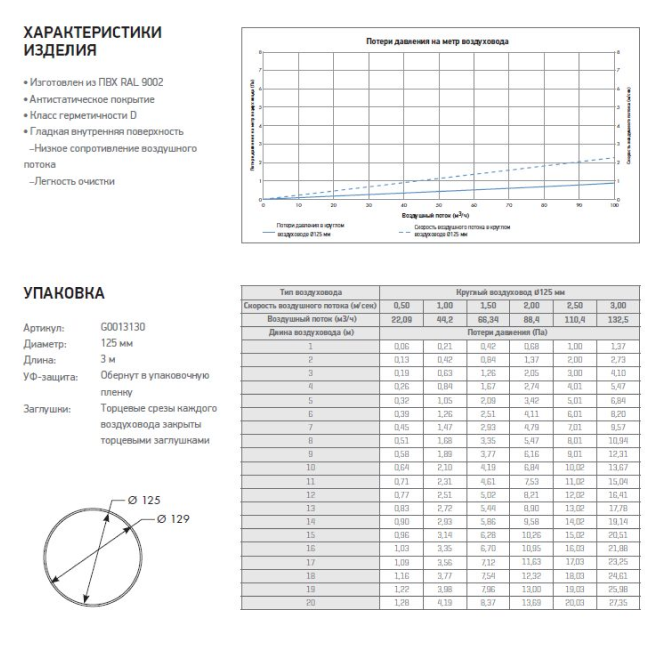 ХАРАКТЕРИСТИКИ
ИЗДЕЛИЯ
• Изготовлен из ПВХ RAL 9002
• Антистатическое покрытие
• Класс герметичности D
• Гладкая внутренняя поверхность
–Низкое сопротивление воздушного
потока
–Легкость очистки
Потери давления на метр воздуховода
Потери давления на метр воздуховода (Па)
Скорость воздушного потока (м/сек)
0 10 20 30 40 50 60 70 80 90 100
Воздушный поток (м³/ч)
Потери давления в круглом
воздуховоде Ø125 мм
Скорость воздушного потока в круглом
воздуховоде Ø125 мм
УПАКОВКА
Артикул: G0013130
Диаметр: 125 мм
Длина: 3 м
УФ-защита: Обернут в упаковочную
пленку
Заглушки: Торцевые срезы каждого
воздуховода закрыты
торцевыми заглушками
Ø 125
Ø 129
Тип воздуховода Круглый воздуховод Ø125 мм
Скорость воздушного потока (м/сек) 0,50 1,00 1,50 2,00 2,50 3,00
Воздушный поток (м3/ч) 22,09 44,2 66,34 88,4 110,4 132,5
Длина воздуховода (м) Потери давления (Па)
1 0,06 0,21 0,42 0,68 1,00 1,37
2 0,13 0,42 0,84 1,37 2,00 2,73
3 0,19 0,63 1,26 2,05 3,00 4,10
4 0,26 0,84 1,67 2,74 4,01 5,47
5 0,32 1,05 2,09 3,42 5,01 6,84
6 0,39 1,26 2,51 4,11 6,01 8,20
7 0,45 1,47 2,93 4,79 7,01 9,57
8 0,51 1,68 3,35 5,47 8,01 10,94
9 0,58 1,89 3,77 6,16 9,01 12,31
10 0,64 2,10 4,19 6,84 10,02 13,67
11 0,71 2,31 4,61 7,53 11,02 15,04
12 0,77 2,51 5,02 8,21 12,02 16,41
13 0,83 2,72 5,44 8,90 13,02 17,78
14 0,90 2,93 5,86 9,58 14,02 19,14
15 0,96 3,14 6,28 10,26 15,02 20,51
16 1,03 3,35 6,70 10,95 16,03 21,88
17 1,09 3,56 7,12 11,63 17,03 23,25
18 1,16 3,77 7,54 12,32 18,03 24,61
19 1,22 3,98 7,96 13,00 19,03 25,98
20 1,28 4,19 8,37 13,69 20,03 27,35